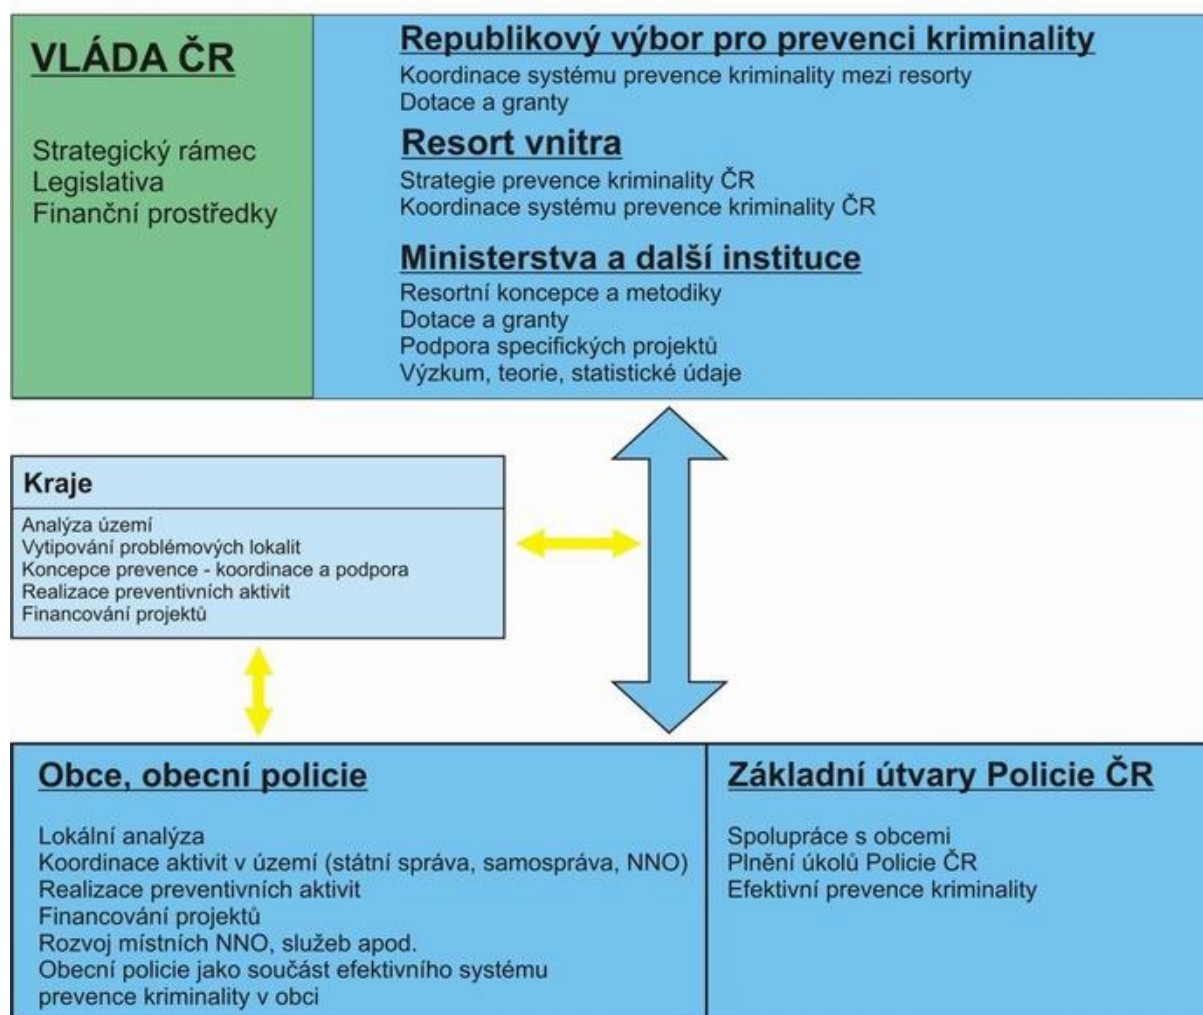 VLÁDA ČR
Strategický rámec
Legislativa
Finanční prostředky
Republikový výbor pro prevenci kriminality
Koordinace systému prevence kriminality mezi resorty
Dotace a granty
Resort vnitra
Strategie prevence kriminality ČR
Koordinace systému prevence kriminality ČR
Ministerstva a další instituce
Resortní koncepce a metodiky
Dotace a granty
Podpora specifických projektů
Výzkum, teorie, statistické údaje
Kraje
Analýza území
Vytipování problémových lokalit
Koncepce prevence - koordinace a podpora
Realizace preventivních aktivit
Financování projektů
Obce, obecní policie
Lokální analýza
Koordinace aktivit v území (státní správa, samospráva, NNO)
Realizace preventivních aktivit
Financování projektů
Rozvoj místních NNO, služeb apod.
Obecní policie jako součást efektivního systému
prevence kriminality v obci
Základní útvary Policie ČR
Spolupráce s obcemi
Plnění úkolů Policie ČR
Efektivní prevence kriminality